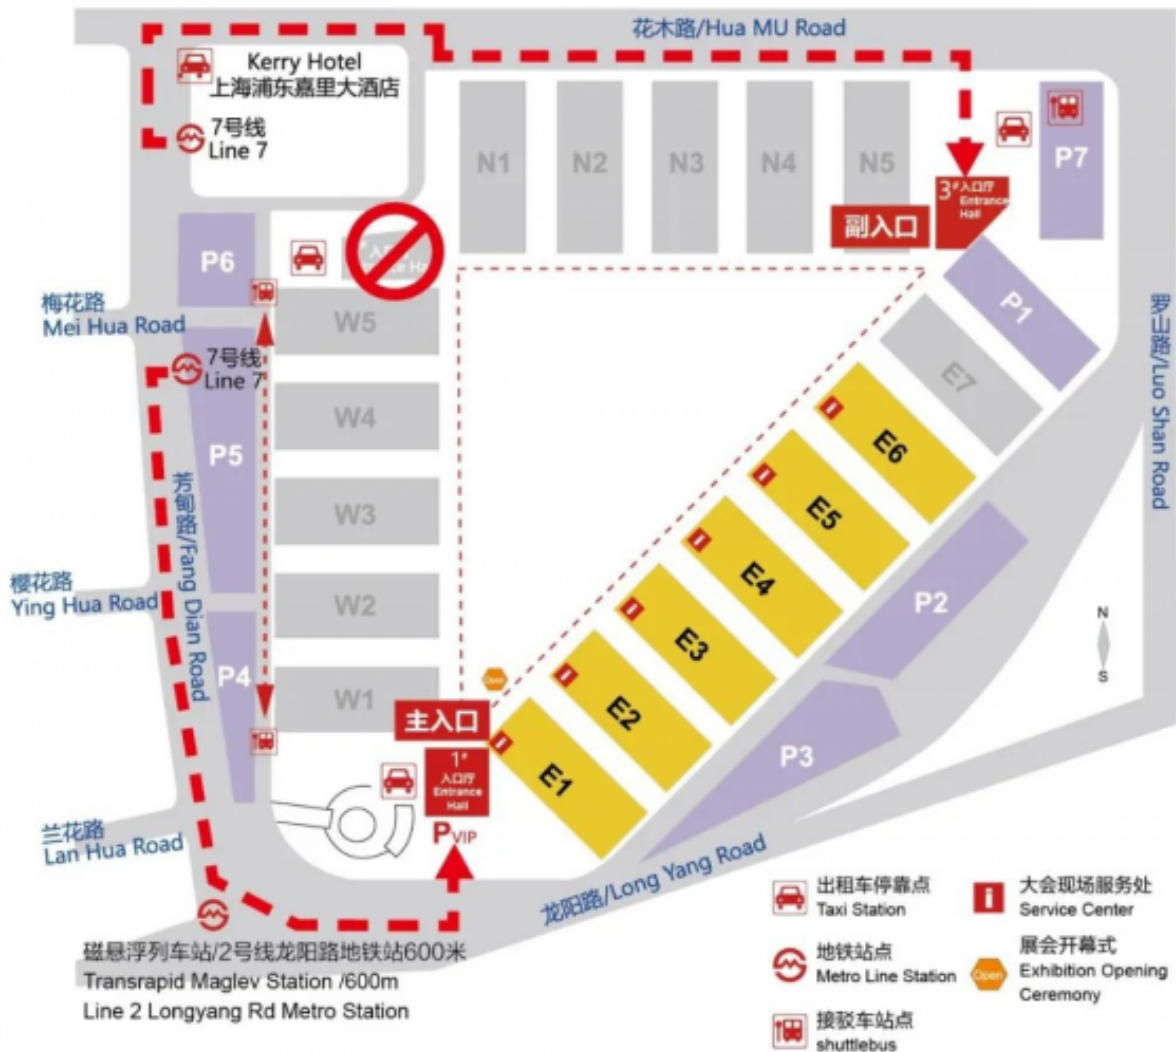 花木路/Hua MU Road
Kerry Hotel
上海浦东嘉里大酒店
7号线
Line 7
N1
N2
N3
N4
N5
P7
3#入口厅
Entrance
Hall
副入口
P6
梅花路
Mei Hua Road
W5
P1
E7
7号线
Line 7
罗山路/Luo Shan Road
W4
E6
P5
E5
芳甸路/Fang Dian Road
W3
E4
樱花路
Ying Hua Road
W2
E3
P2
N
S
P4
W1
Open
E2
主入口
1#
入口厅
Entrance
Hall
E1
P3
PVIP
兰花路
Lan Hua Road
龙阳路/Long Yang Road
磁悬浮列车站/2号线龙阳路地铁站600米
Transrapid Maglev Station /600m
Line 2 Longyang Rd Metro Station
出租车停靠点
Taxi Station
大会现场服务处
Service Center
地铁站点
Metro Line Station
Open
展会开幕式
Exhibition Opening
Ceremony
接驳车站点
shuttlebus